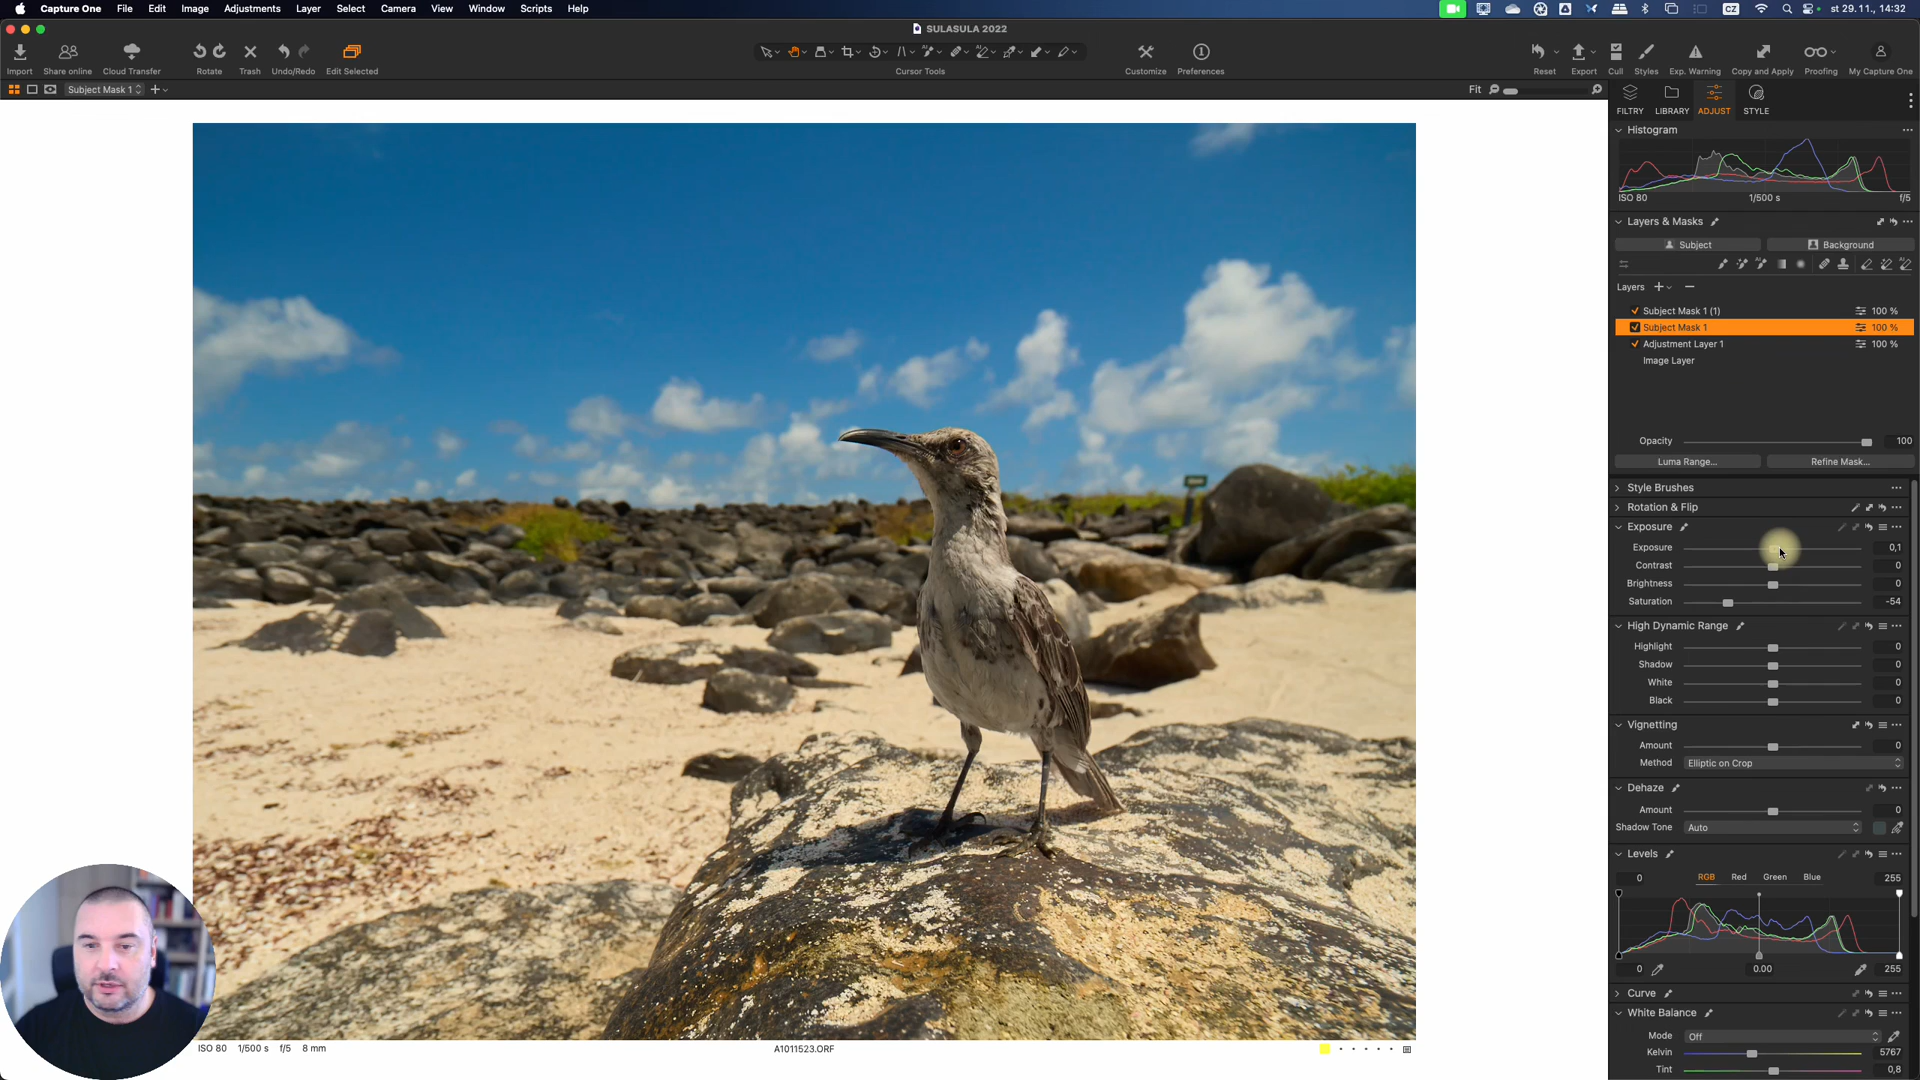 Capture One File Edit Image Adjustments Layer Select Camera View Window Scripts Help CZ st 29.11., 14:32
SULASULA 2022
Import Share online Cloud Transfer Rotate Trash Undo/Redo Edit Selected Cursor Tools Customize Preferences Reset Export Cull Styles Exp. Warning Copy and Apply Proofing My Capture One
Subject Mask 1 Fit
FILTRY LIBRARY ADJUST STYLE
Histogram
ISO 80 1/500 s f/5
Layers & Masks
Subject Background
Layers
Subject Mask 1 (1) 100 %
Subject Mask 1 100 %
Adjustment Layer 1 100 %
Image Layer
Opacity 100
Luma Range... Refine Mask...
Style Brushes
Rotation & Flip
Exposure
Exposure 0,1
Contrast 0
Brightness 0
Saturation -54
High Dynamic Range
Highlight 0
Shadow 0
White 0
Black 0
Vignetting
Amount 0
Method Elliptic on Crop
Dehaze
Amount 0
Shadow Tone Auto
Levels
0 RGB Red Green Blue 255
0 0.00 255
Curve
White Balance
Mode Off
Kelvin 5767
Tint 0,8
ISO 80 1/500 s f/5 8 mm A1011523.ORF